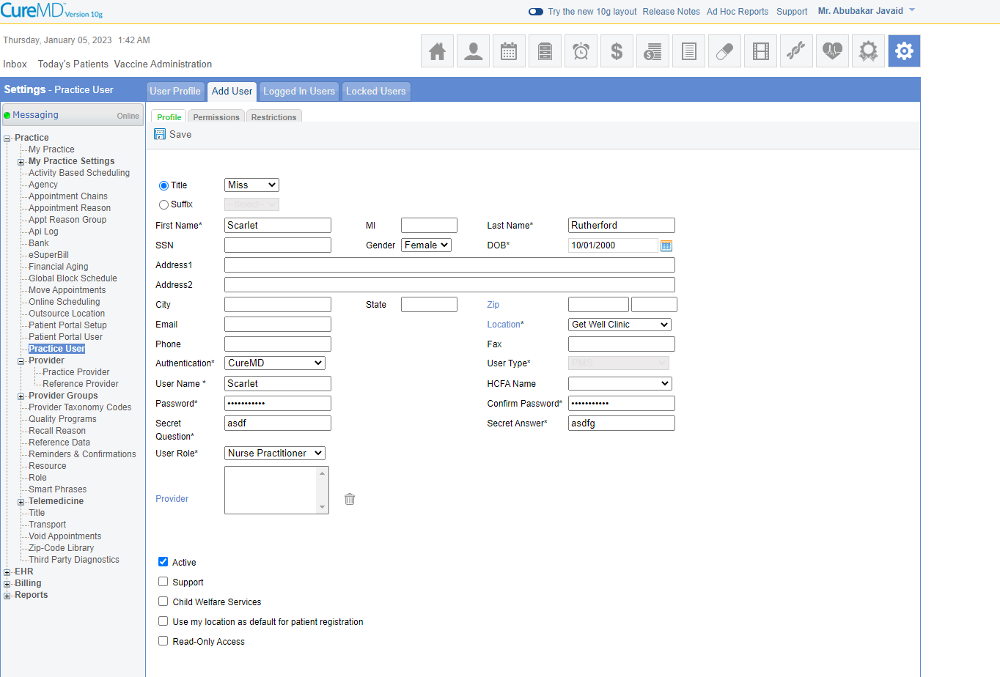 CureMD Version 10g
Try the new 10g layout Release Notes Ad Hoc Reports Support Mr. Abubakar Javaid
Thursday, January 05, 2023 1:42 AM
Inbox Today's Patients Vaccine Administration
Settings - Practice User
User Profile Add User Logged In Users Locked Users
Messaging Online
Practice
My Practice
My Practice Settings
Activity Based Scheduling
Agency
Appointment Chains
Appointment Reason
Appt Reason Group
Api Log
Bank
eSuperBill
Financial Aging
Global Block Schedule
Move Appointments
Online Scheduling
Outsource Location
Patient Portal Setup
Patient Portal User
Practice User
Provider
Practice Provider
Reference Provider
Provider Groups
Provider Taxonomy Codes
Quality Programs
Recall Reason
Reference Data
Reminders & Confirmations
Resource
Role
Smart Phrases
Telemedicine
Title
Transport
Void Appointments
Zip-Code Library
Third Party Diagnostics
EHR
Billing
Reports
Profile Permissions Restrictions
Save
Title Miss
Suffix --Select--
First Name* Scarlet MI Last Name* Rutherford
SSN Gender Female DOB* 10/01/2000
Address1
Address2
City State Zip
Email Location* Get Well Clinic
Phone Fax
Authentication* CureMD User Type* PMS
User Name * Scarlet HCFA Name
Password* ••••••••••• Confirm Password* •••••••••••
Secret Question* asdf Secret Answer* asdfg
User Role* Nurse Practitioner
Provider
Active
Support
Child Welfare Services
Use my location as default for patient registration
Read-Only Access